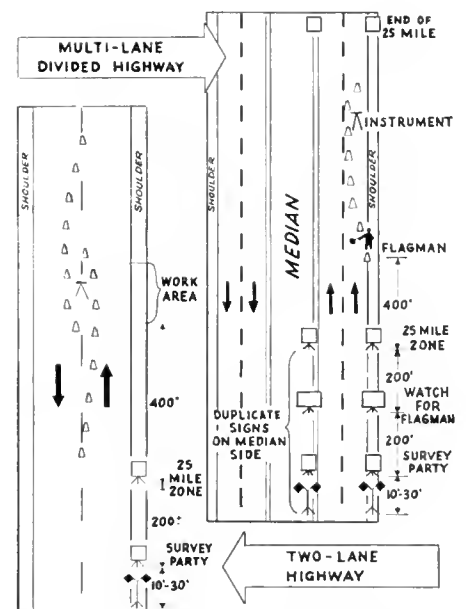 MULTI-LANE
DIVIDED HIGHWAY
END OF
25 MILE
INSTRUMENT
SHOULDER
SHOULDER
SHOULDER
SHOULDER
MEDIAN
FLAGMAN
400'
WORK
AREA
25 MILE
ZONE
200'
WATCH
FOR
FLAGMAN
200'
DUPLICATE
SIGNS
ON MEDIAN
SIDE
SURVEY
PARTY
10'-30'
400'
25
MILE
ZONE
200'
SURVEY
PARTY
10'-30'
TWO-LANE
HIGHWAY